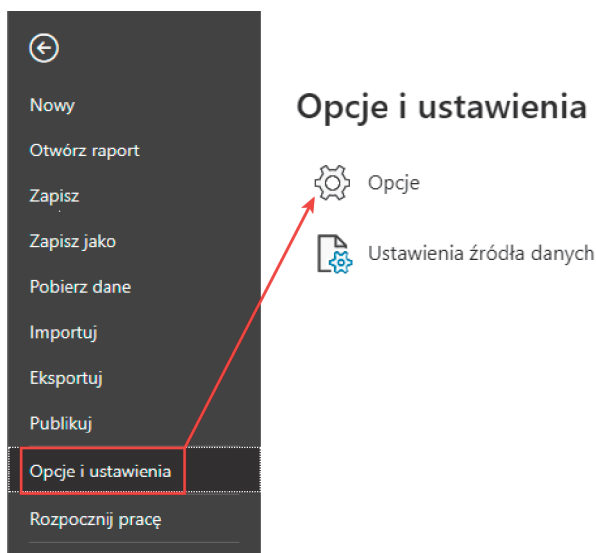 Nowy
Otwórz raport
Zapisz
Zapisz jako
Pobierz dane
Importuj
Eksportuj
Publikuj
Opcje i ustawienia
Rozpocznij pracę
Opcje i ustawienia
Opcje
Ustawienia źródła danych